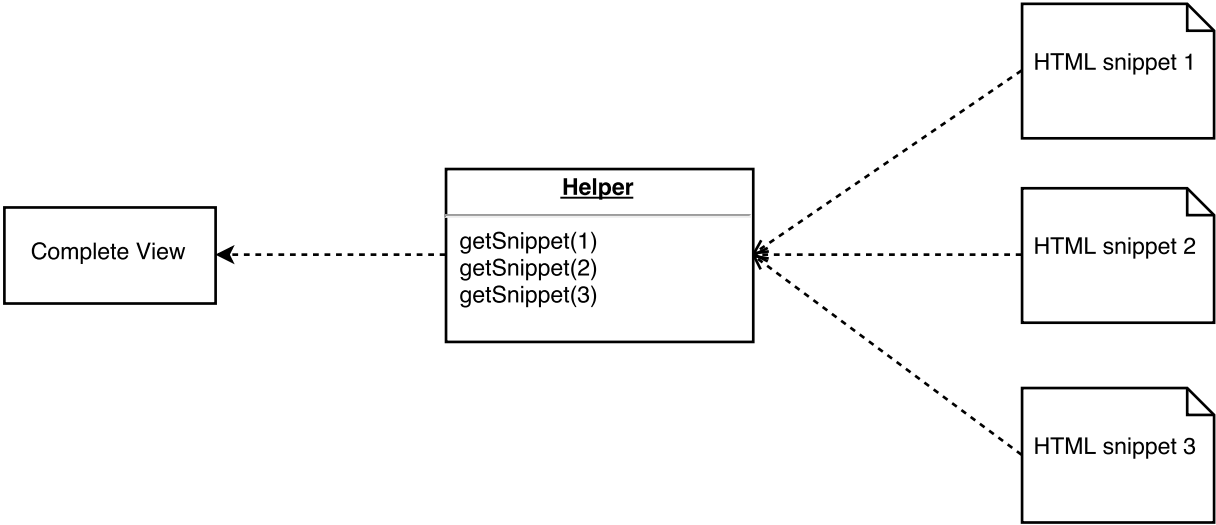 Complete View
Helper
getSnippet(1)
getSnippet(2)
getSnippet(3)
HTML snippet 1
HTML snippet 2
HTML snippet 3